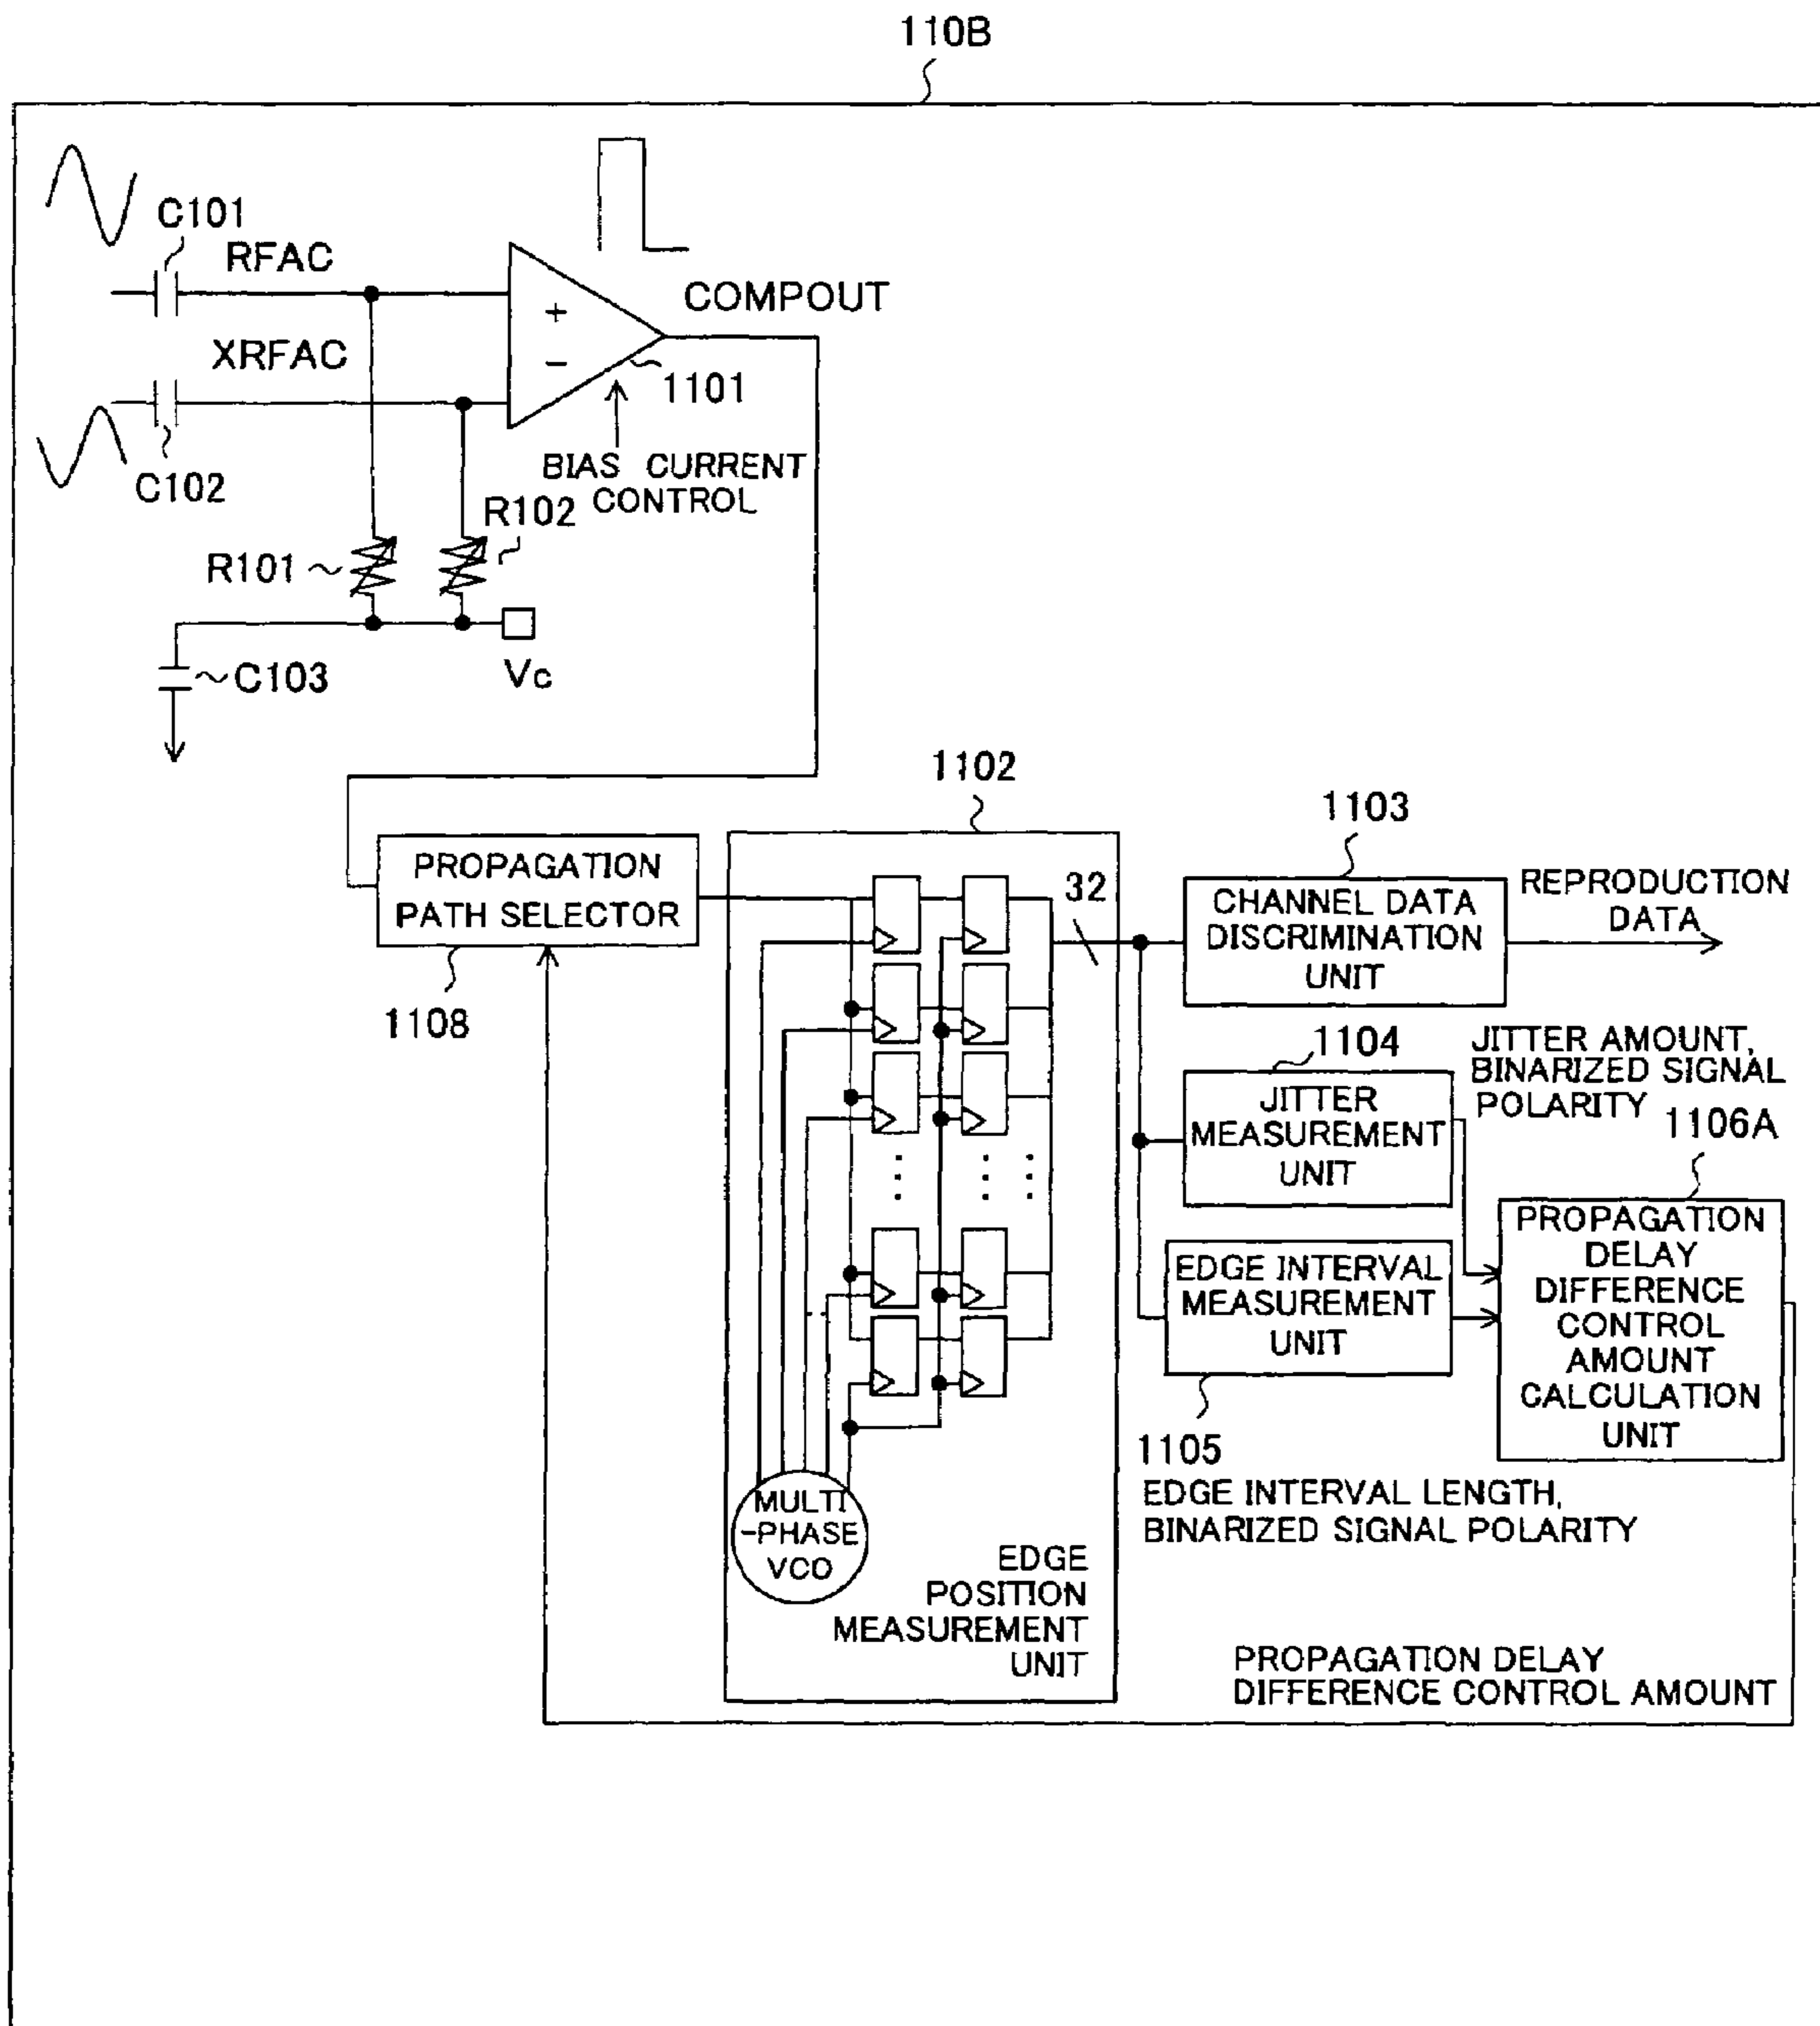 110B
C101
RFAC
COMPOUT
+
−
XRFAC
1101
BIAS CURRENT
CONTROL
C102
R102
R101
C103
Vc
1102
1103
PROPAGATION
PATH SELECTOR
1108
32
CHANNEL DATA
DISCRIMINATION
UNIT
REPRODUCTION
DATA
1104
JITTER AMOUNT,
BINARIZED SIGNAL
POLARITY
JITTER
MEASUREMENT
UNIT
1106A
EDGE INTERVAL
MEASUREMENT
UNIT
PROPAGATION
DELAY
DIFFERENCE
CONTROL
AMOUNT
CALCULATION
UNIT
1105
EDGE INTERVAL LENGTH,
BINARIZED SIGNAL POLARITY
MULTI
-PHASE
VCO
EDGE
POSITION
MEASUREMENT
UNIT
PROPAGATION DELAY
DIFFERENCE CONTROL AMOUNT